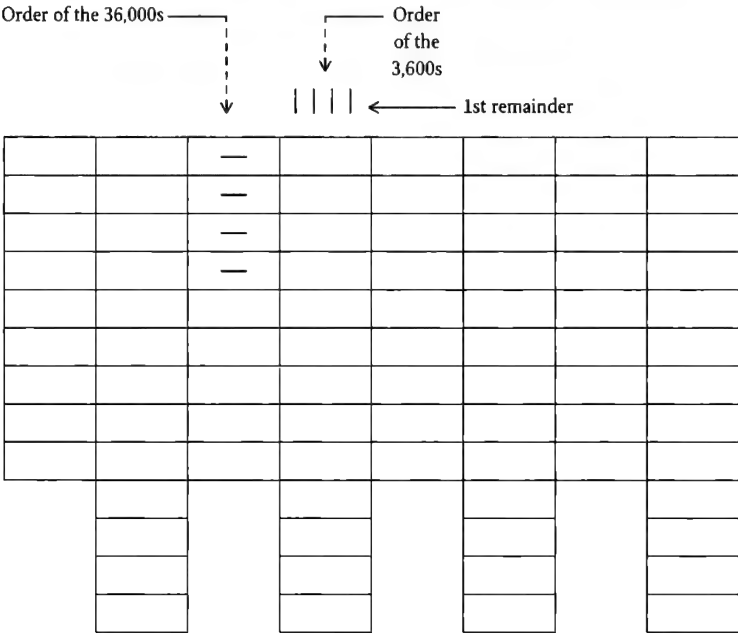 Order of the 36,000s
Order
of the
3,600s
1st remainder